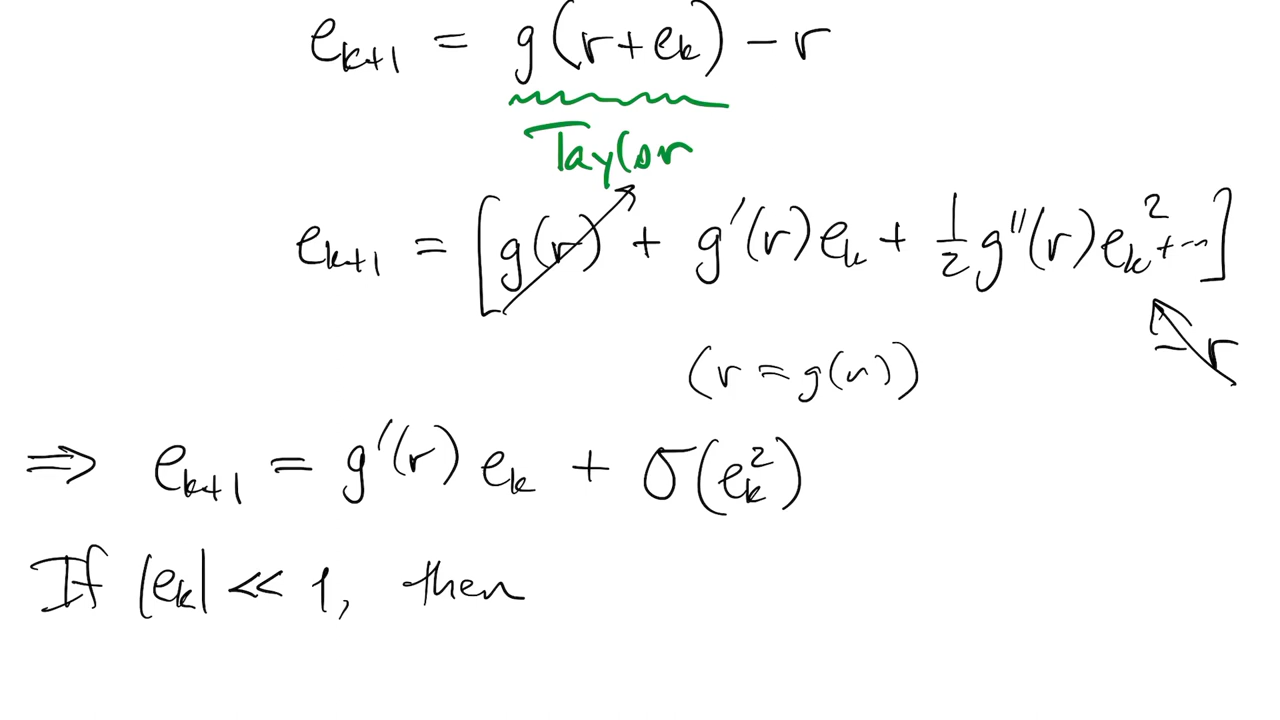 e_{k+1} = g(r+e_k) - r
Taylor
e_{k+1} = [g(r) + g'(r)e_k + 1/2 g''(r)e_k^2 + ...]
- r
(r = g(r))
⇒ e_{k+1} = g'(r) e_k + O(e_k^2)
If |e_k| << 1, then